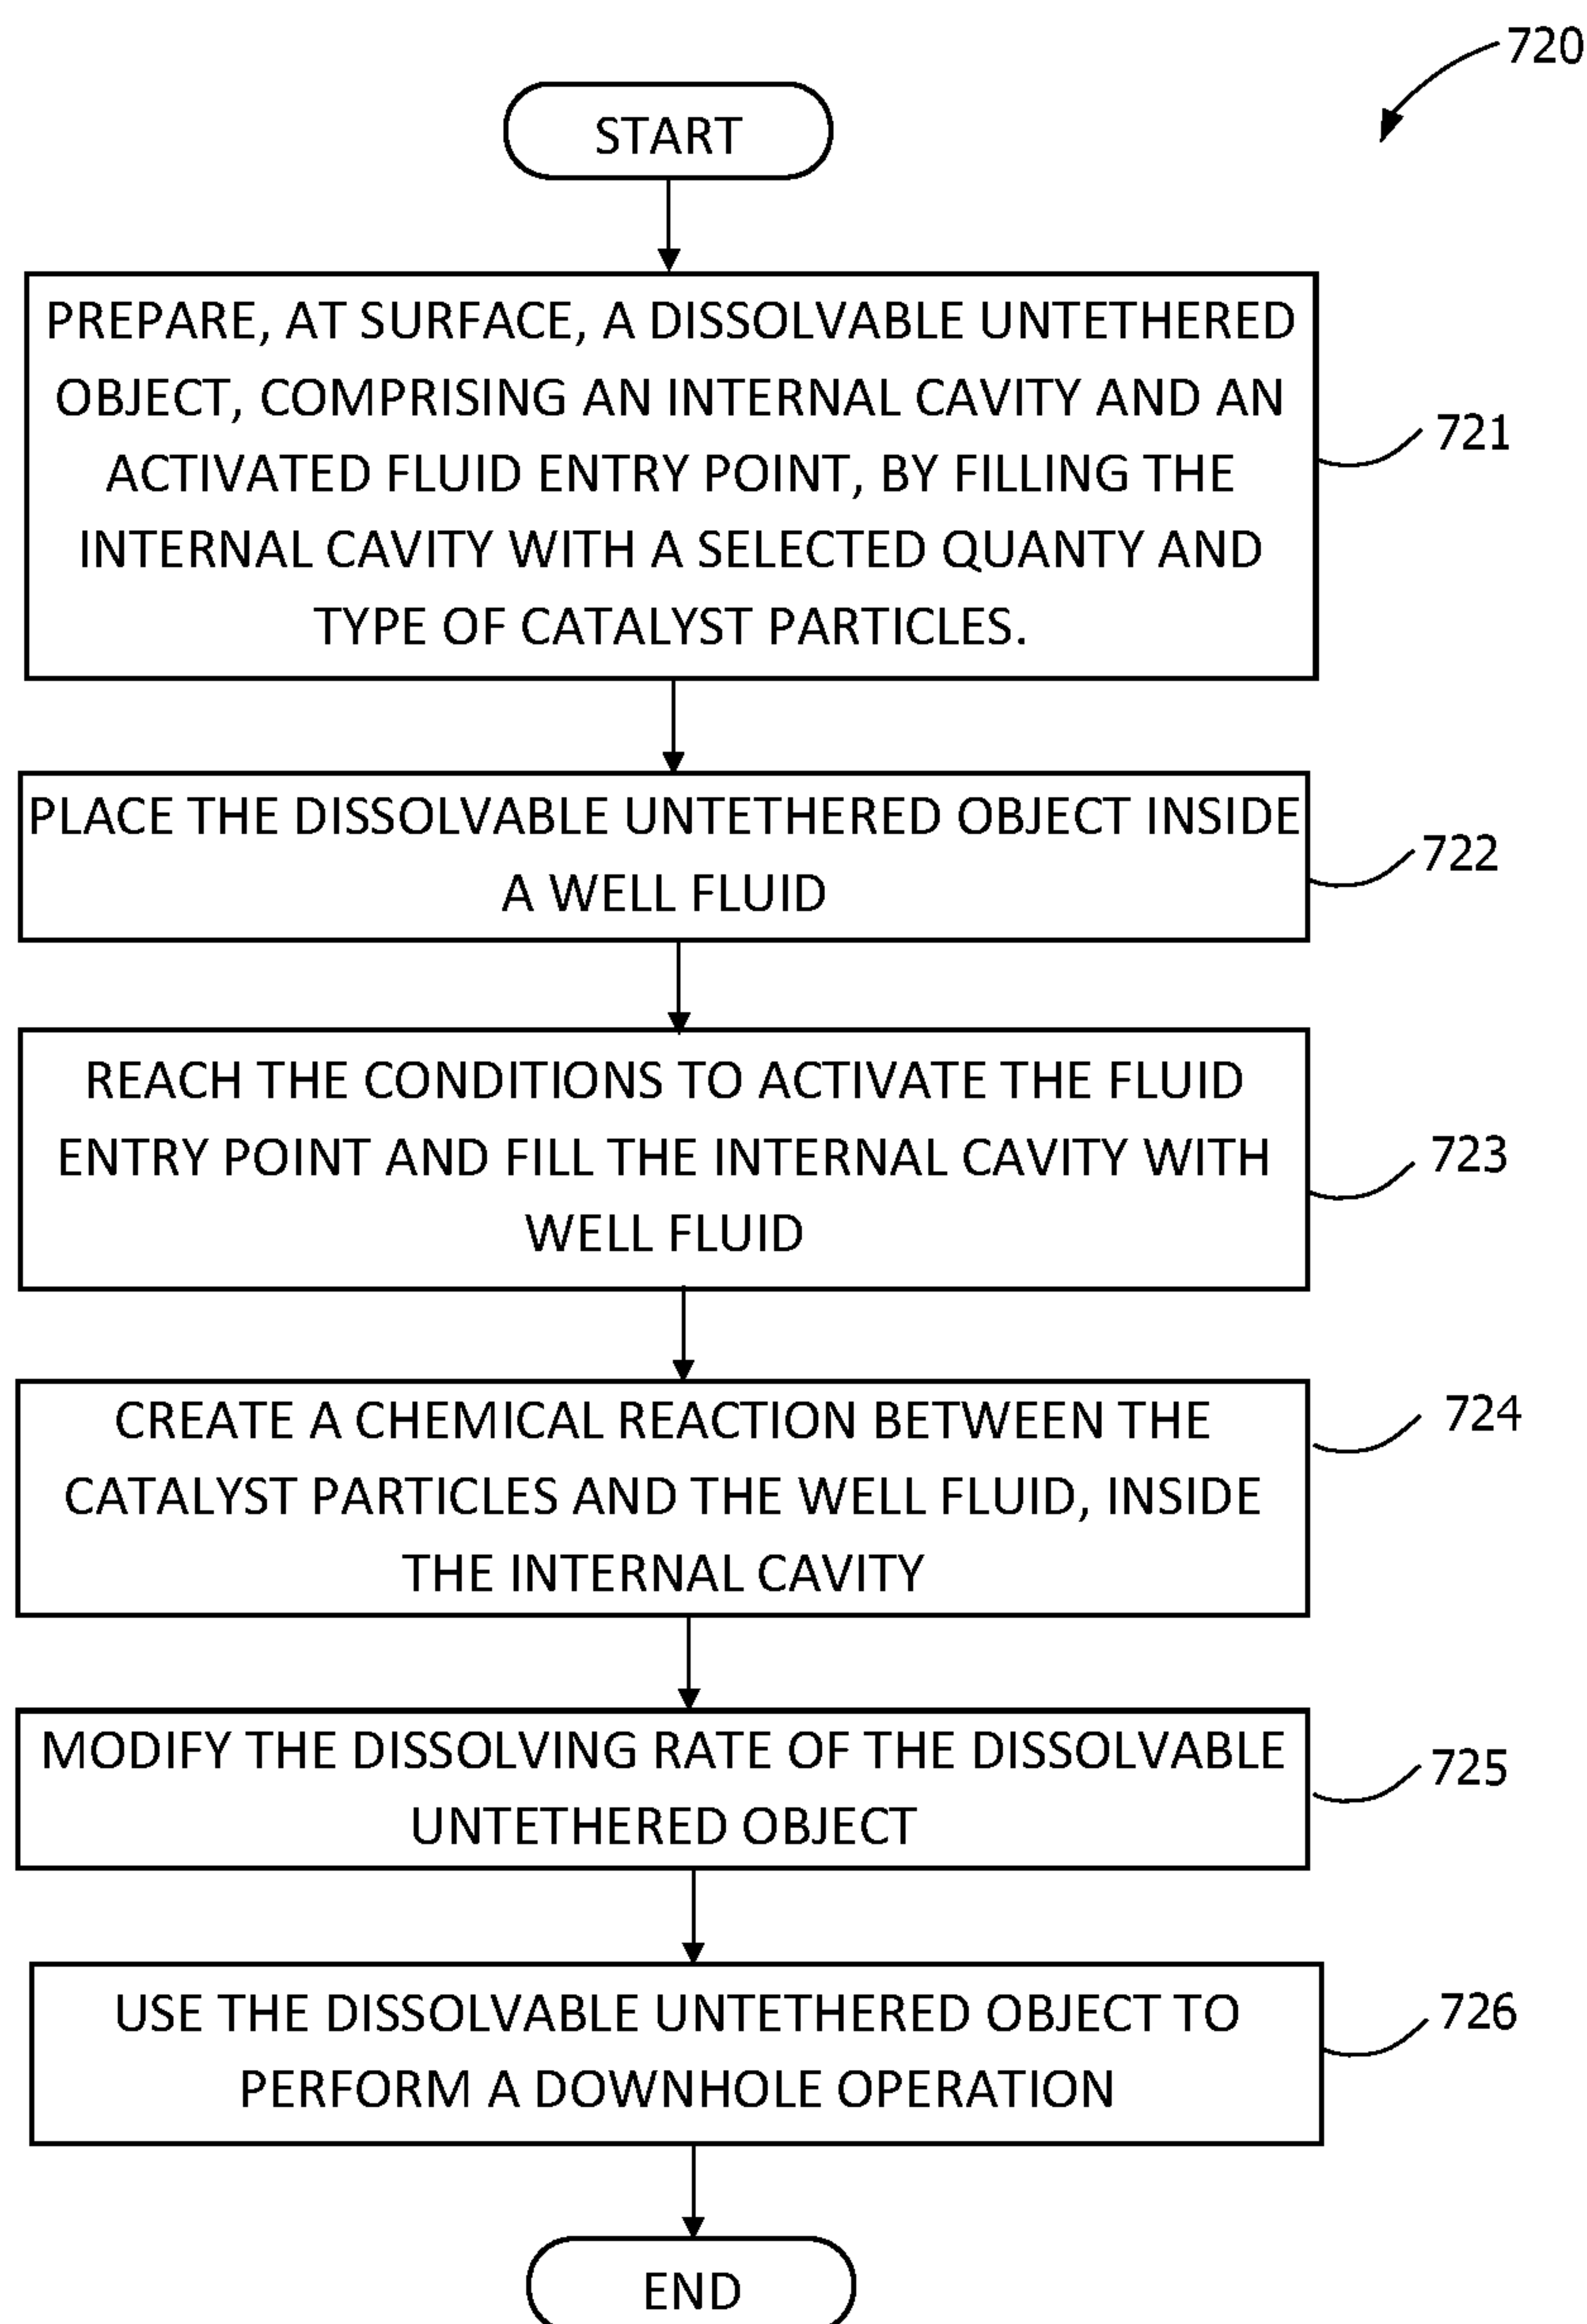 720
START
PREPARE, AT SURFACE, A DISSOLVABLE UNTETHERED
OBJECT, COMPRISING AN INTERNAL CAVITY AND AN
ACTIVATED FLUID ENTRY POINT, BY FILLING THE
INTERNAL CAVITY WITH A SELECTED QUANTY AND
TYPE OF CATALYST PARTICLES.
721
PLACE THE DISSOLVABLE UNTETHERED OBJECT INSIDE
A WELL FLUID
722
REACH THE CONDITIONS TO ACTIVATE THE FLUID
ENTRY POINT AND FILL THE INTERNAL CAVITY WITH
WELL FLUID
723
CREATE A CHEMICAL REACTION BETWEEN THE
CATALYST PARTICLES AND THE WELL FLUID, INSIDE
THE INTERNAL CAVITY
724
MODIFY THE DISSOLVING RATE OF THE DISSOLVABLE
UNTETHERED OBJECT
725
USE THE DISSOLVABLE UNTETHERED OBJECT TO
PERFORM A DOWNHOLE OPERATION
726
END